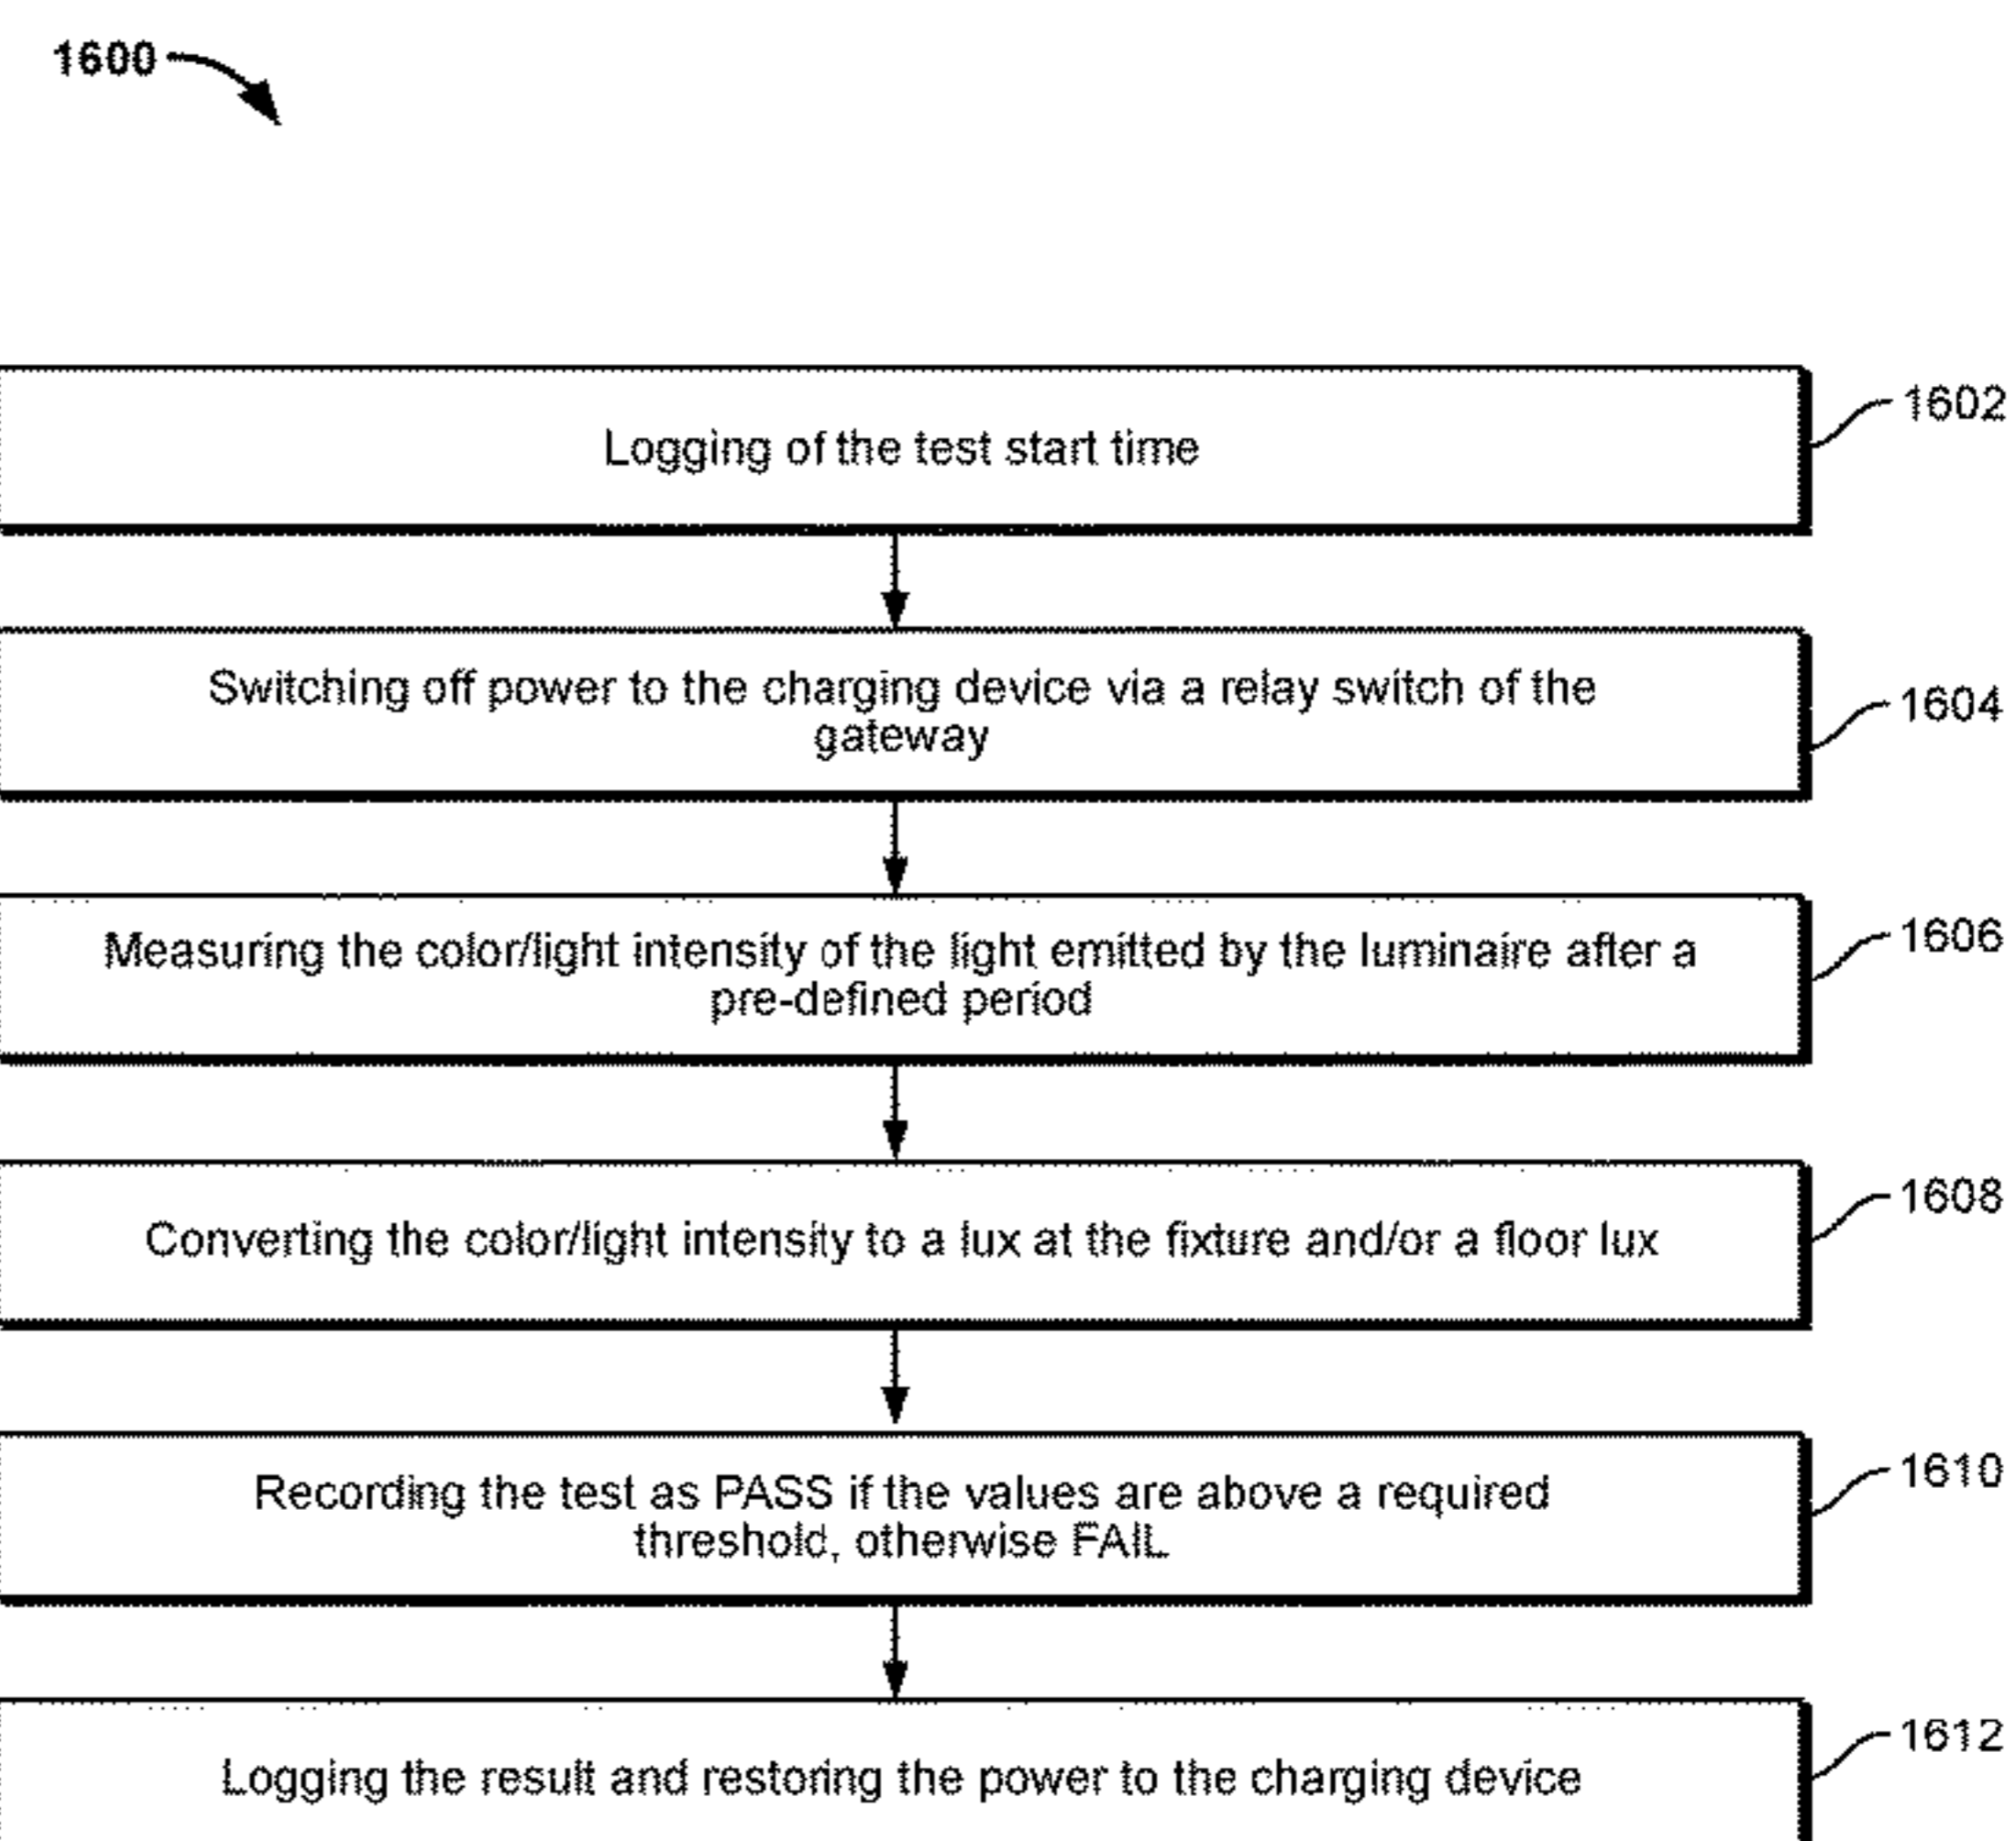 1600
Logging of the test start time
1602
Switching off power to the charging device via a relay switch of the
gateway
1604
Measuring the color/light intensity of the light emitted by the luminaire after a
pre-defined period
1606
Converting the color/light intensity to a lux at the fixture and/or a floor lux
1608
Recording the test as PASS if the values are above a required
threshold, otherwise FAIL
1610
Logging the result and restoring the power to the charging device
1612